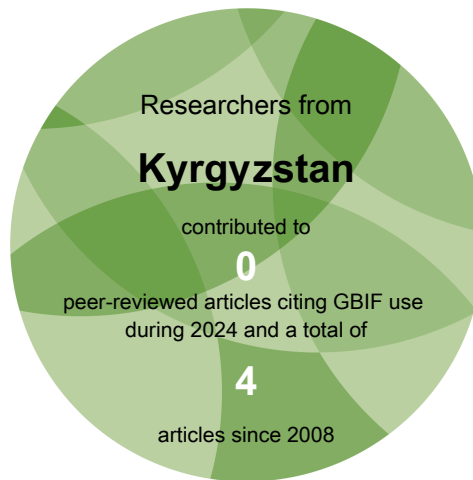 Researchers from
Kyrgyzstan
contributed to
0
peer-reviewed articles citing GBIF use
during 2024 and a total of
4
articles since 2008